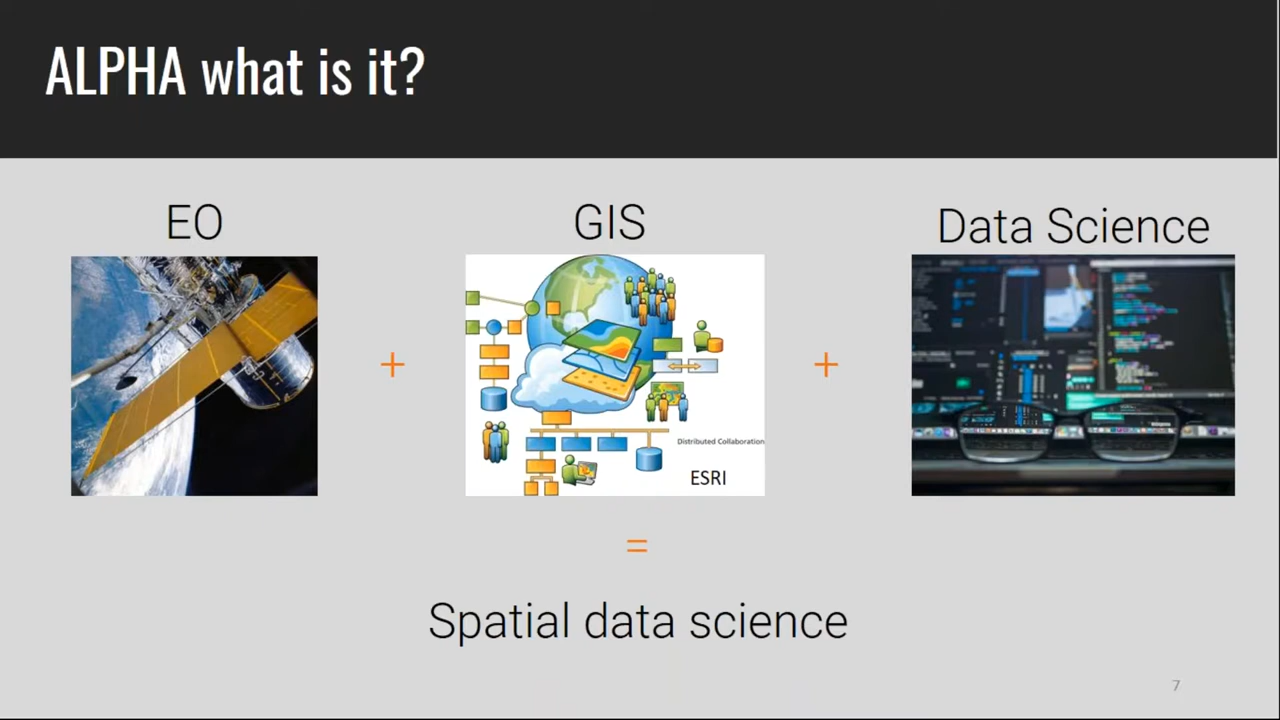 ALPHA what is it?
EO
GIS
Data Science
+
+
Distributed Collaboration
ESRI
=
Spatial data science
7